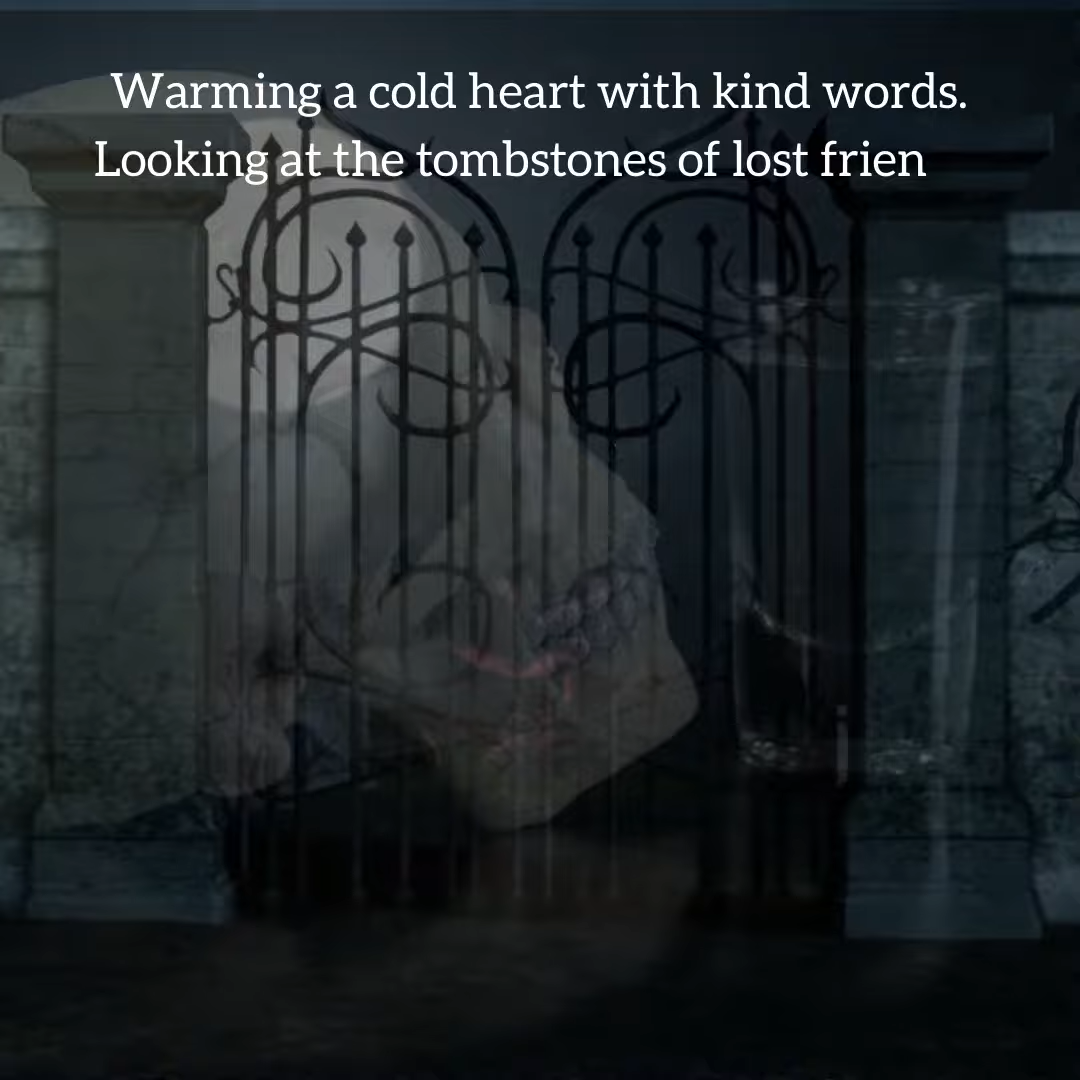 Warming a cold heart with kind words.
Looking at the tombstones of lost frien